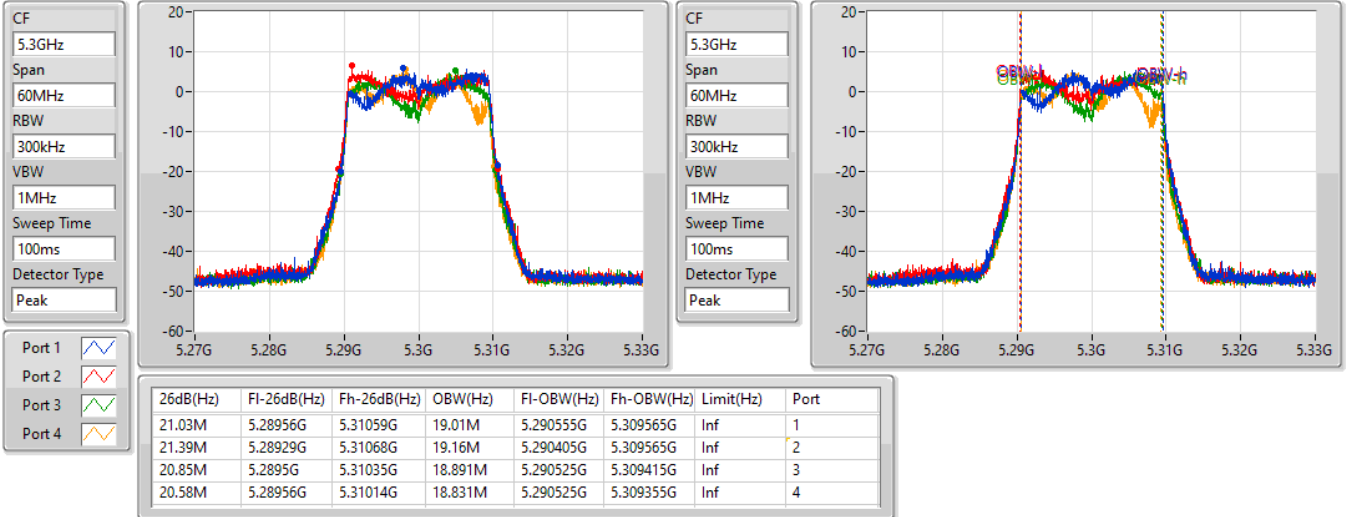 CF
5.3GHz
Span
60MHz
RBW
300kHz
VBW
1MHz
Sweep Time
100ms
Detector Type
Peak
20
10
0
-10
-20
-30
-40
-50
-60
5.27G 5.28G 5.29G 5.3G 5.31G 5.32G 5.33G
CF
5.3GHz
Span
60MHz
RBW
300kHz
VBW
1MHz
Sweep Time
100ms
Detector Type
Peak
20
10
0
-10
-20
-30
-40
-50
-60
OBW-l OBW-h
5.27G 5.28G 5.29G 5.3G 5.31G 5.32G 5.33G
Port 1
Port 2
Port 3
Port 4
26dB(Hz) Fl-26dB(Hz) Fh-26dB(Hz) OBW(Hz) Fl-OBW(Hz) Fh-OBW(Hz) Limit(Hz) Port
21.03M 5.28956G 5.31059G 19.01M 5.290555G 5.309565G Inf 1
21.39M 5.28929G 5.31068G 19.16M 5.290405G 5.309565G Inf 2
20.85M 5.2895G 5.31035G 18.891M 5.290525G 5.309415G Inf 3
20.58M 5.28956G 5.31014G 18.831M 5.290525G 5.309355G Inf 4